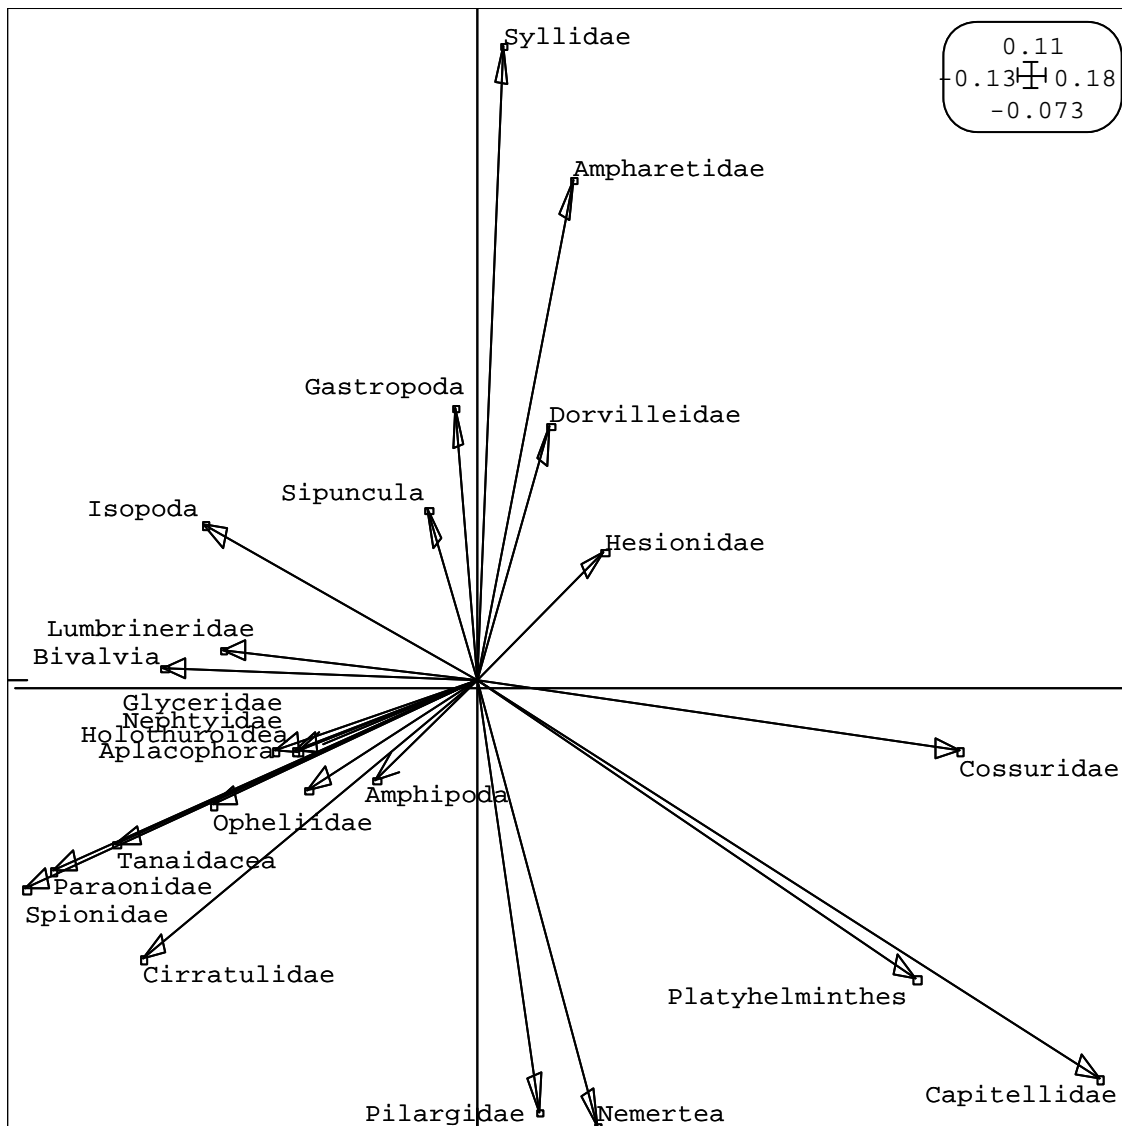 Syllidae
0.11
-0.13 0.18
-0.073
Ampharetidae
Gastropoda
Dorvilleidae
Sipuncula
Isopoda
Hesionidae
Lumbrineridae
Bivalvia
Glyceridae
Nephtyidae
Holothuroidea
Aplacophora
Cossuridae
Amphipoda
Opheliidae
Tanaidacea
Paraonidae
Spionidae
Cirratulidae
Platyhelminthes
Capitellidae
Pilargidae
Nemertea